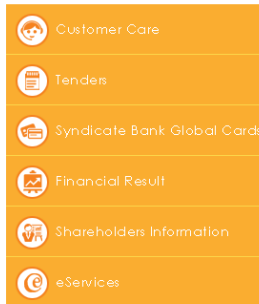 Customer Care
Tenders
Syndicate Bank Global Cards
Financial Result
Shareholders Information
eServices